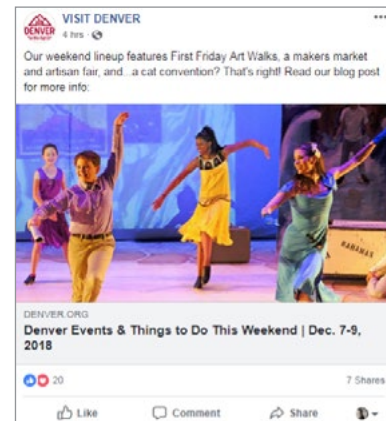 DENVER
VISIT DENVER
4 hrs ·
Our weekend lineup features First Friday Art Walks, a makers market
and artisan fair, and...a cat convention? That's right! Read our blog post
for more info:
BAHAMAS
DENVER.ORG
Denver Events & Things to Do This Weekend | Dec. 7-9,
2018
20
7 Shares
Like
Comment
Share